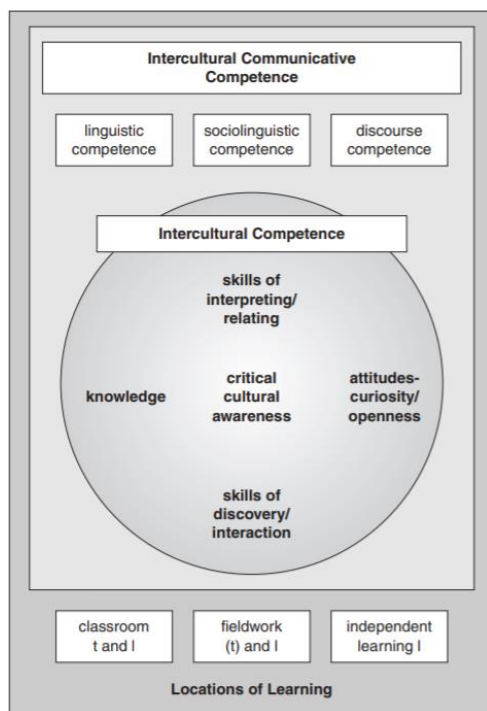 Intercultural Communicative
Competence
linguistic
competence
sociolinguistic
competence
discourse
competence
Intercultural Competence
skills of
interpreting/
relating
knowledge
critical
cultural
awareness
attitudes-
curiosity/
openness
skills of
discovery/
interaction
classroom
t and l
fieldwork
(t) and l
independent
learning l
Locations of Learning